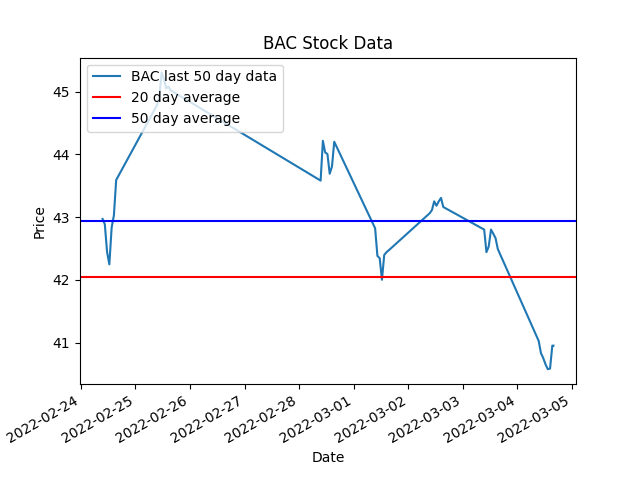 BAC Stock Data
BAC last 50 day data
20 day average
50 day average
Price
45
44
43
42
41
2022-02-24
2022-02-25
2022-02-26
2022-02-27
2022-02-28
2022-03-01
2022-03-02
2022-03-03
2022-03-04
2022-03-05
Date